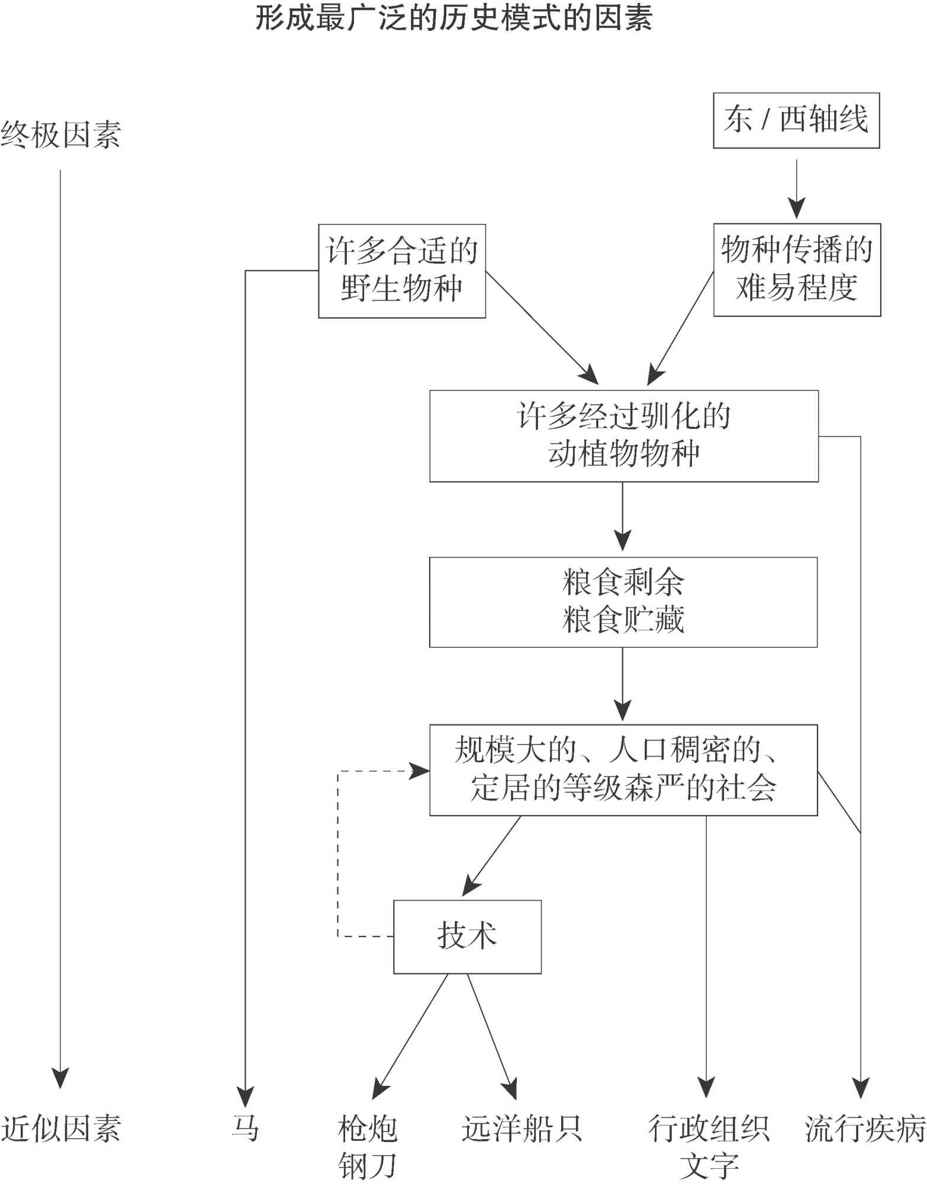 形成最广泛的历史模式的因素
终极因素
东 / 西轴线
许多合适的
野生物种
物种传播的
难易程度
许多经过驯化的
动植物物种
粮食剩余
粮食贮藏
规模大的、人口稠密的、
定居的等级森严的社会
技术
近似因素
马
枪炮
钢刀
远洋船只
行政组织
文字
流行疾病